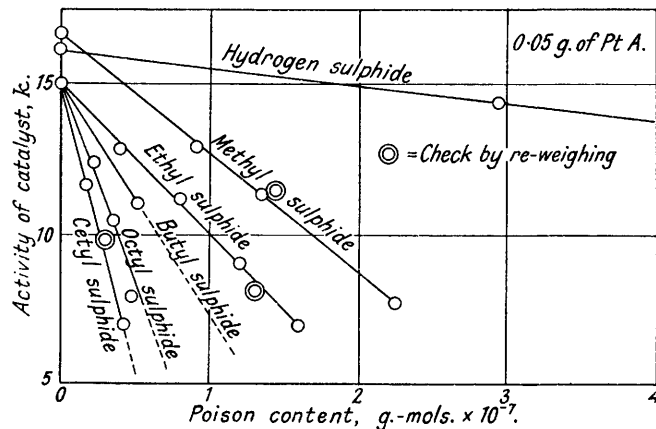 0·05 g. of Pt A.
Hydrogen sulphide
15
Methyl sulphide
◎ = Check by re-weighing
Ethyl sulphide
Butyl sulphide
Octyl sulphide
Cetyl sulphide
Activity of catalyst, k.
10
5
0 1 2 3 4
Poison content, g.-mols. × 10⁻⁷.